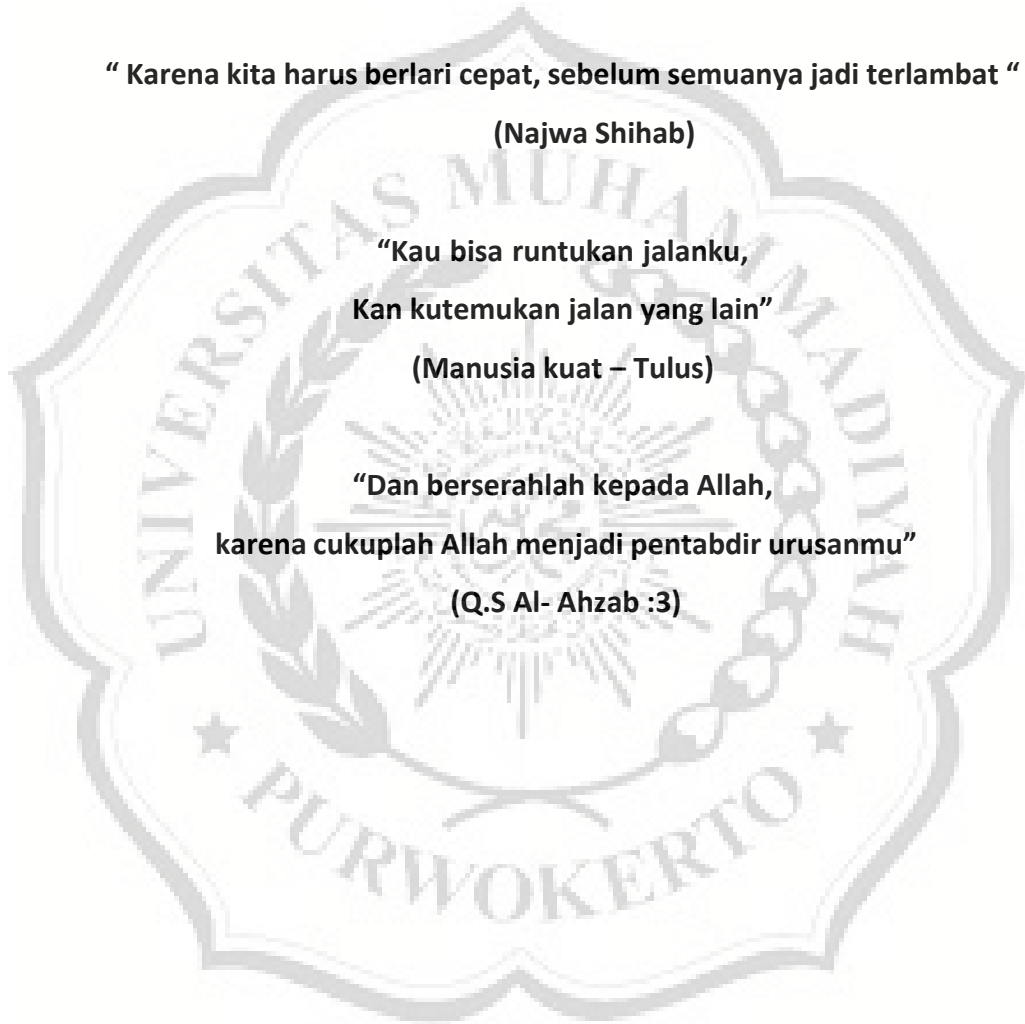 “ Karena kita harus berlari cepat, sebelum semuanya jadi terlambat “
(Najwa Shihab)
“Kau bisa runtukan jalanku,
Kan kutemukan jalan yang lain”
(Manusia kuat – Tulus)
“Dan berserahlah kepada Allah,
karena cukuplah Allah menjadi pentabdir urusanmu”
(Q.S Al- Ahzab :3)
UNIVERSITAS MUHAMMADIYAH
PURWOKERTO